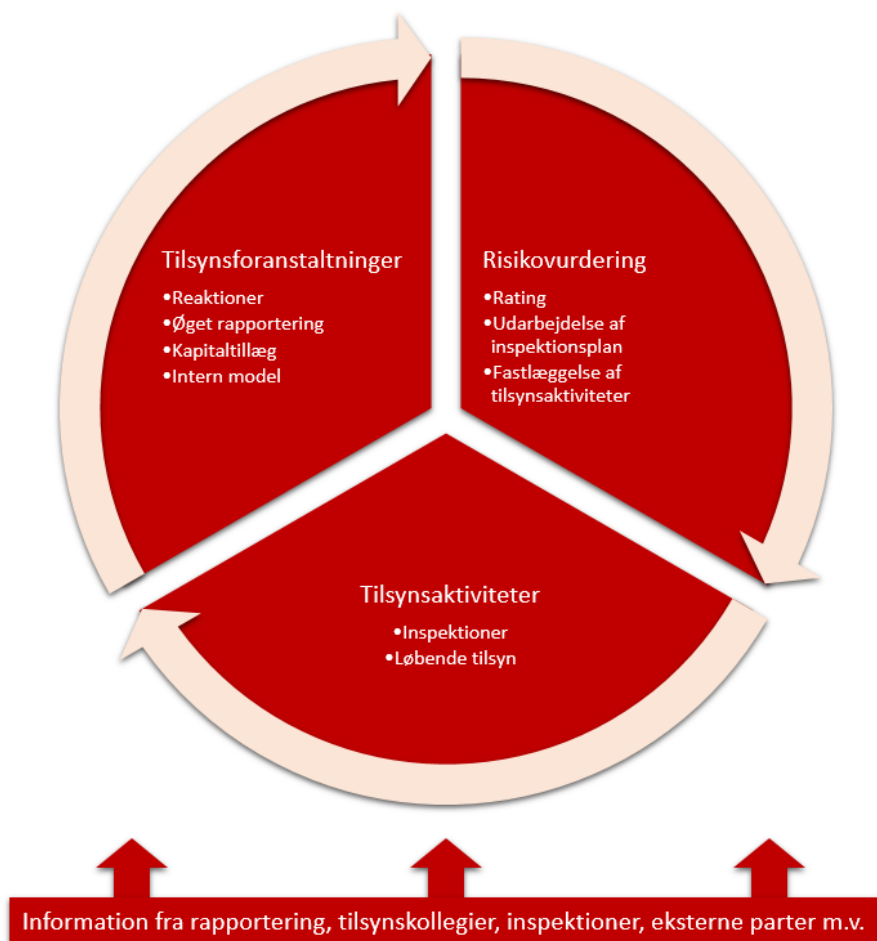 Tilsynsforanstaltninger
•Reaktioner
•Øget rapportering
•Kapitaltillæg
•Intern model
Risikovurdering
•Rating
•Udarbejdelse af
inspektionsplan
•Fastlæggelse af
tilsynsaktiviteter
Tilsynsaktiviteter
•Inspektioner
•Løbende tilsyn
Information fra rapportering, tilsynskollegier, inspektioner, eksterne parter m.v.